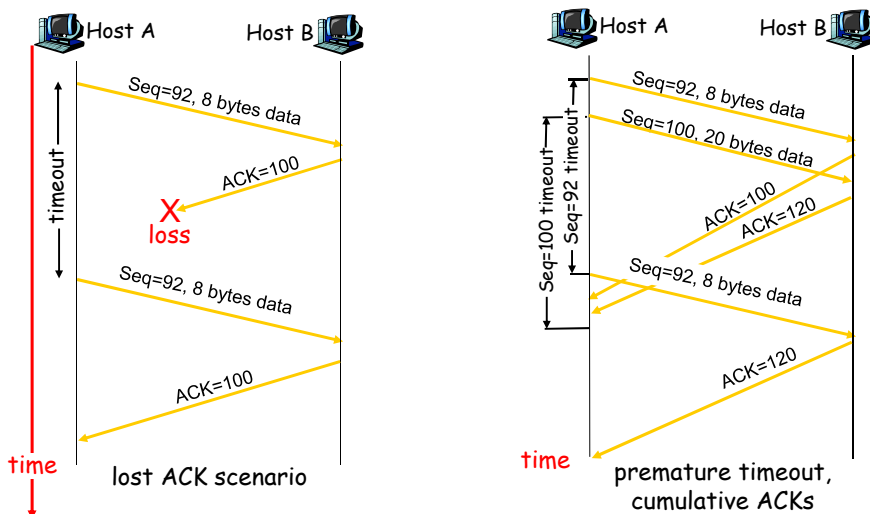 Host A
Host B
Seq=92, 8 bytes data
timeout
ACK=100
X
loss
Seq=92, 8 bytes data
ACK=100
time
lost ACK scenario
Host A
Host B
Seq=92, 8 bytes data
Seq=100, 20 bytes data
Seq=100 timeout
Seq=92 timeout
ACK=100
ACK=120
Seq=92, 8 bytes data
ACK=120
time
premature timeout,
cumulative ACKs